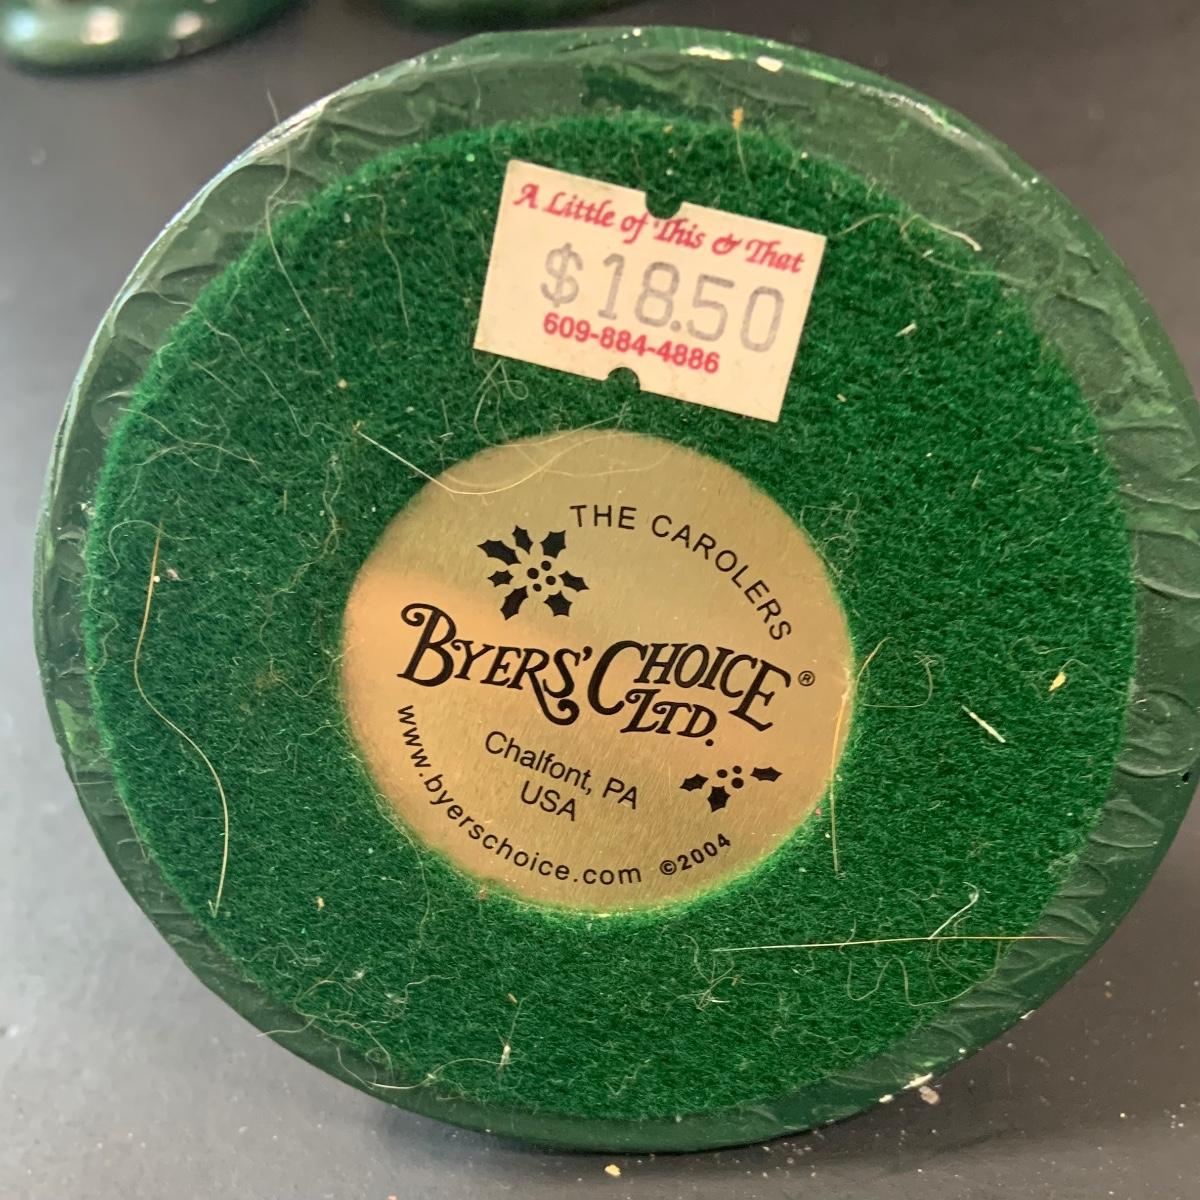 A Little of This & That
$18.50
609-884-4886
THE CAROLERS
BYERS' CHOICE®
LTD.
Chalfont, PA
USA
www.byerschoice.com ©2004